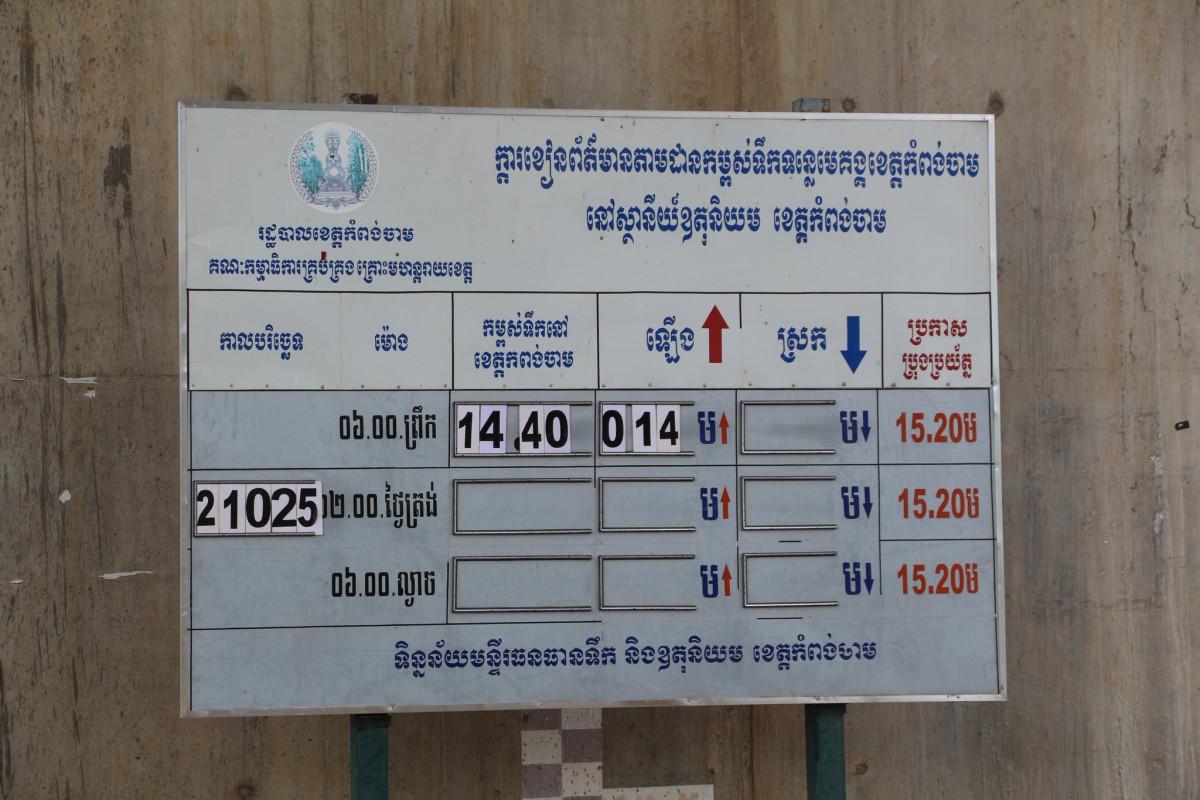 ក្ដារខៀនព័ត៌មានតាមដានកម្ពស់ទឹកទន្លេមេគង្គខេត្តកំពង់ចាម
នៅស្ថានីយ៍ឧតុនិយម ខេត្តកំពង់ចាម
រដ្ឋបាលខេត្តកំពង់ចាម
គណៈកម្មាធិការគ្រប់គ្រងគ្រោះមហន្តរាយខេត្ត
កាលបរិច្ឆេទ ម៉ោង កម្ពស់ទឹកនៅ ឡើង ស្រក ប្រកាស
ខេត្តកពង់ចាម ប្រុងប្រយ័ត្ន
០៦.០០.ព្រឹក 14.40 0 14 ម ម 15.20ម
21025 ១២.០០.ថ្ងៃត្រង់ ម ម 15.20ម
០៦.០០.ល្ងាច ម ម 15.20ម
ទិន្នន័យមន្ទីរធនធានទឹក និងឧតុនិយម ខេត្តកំពង់ចាម